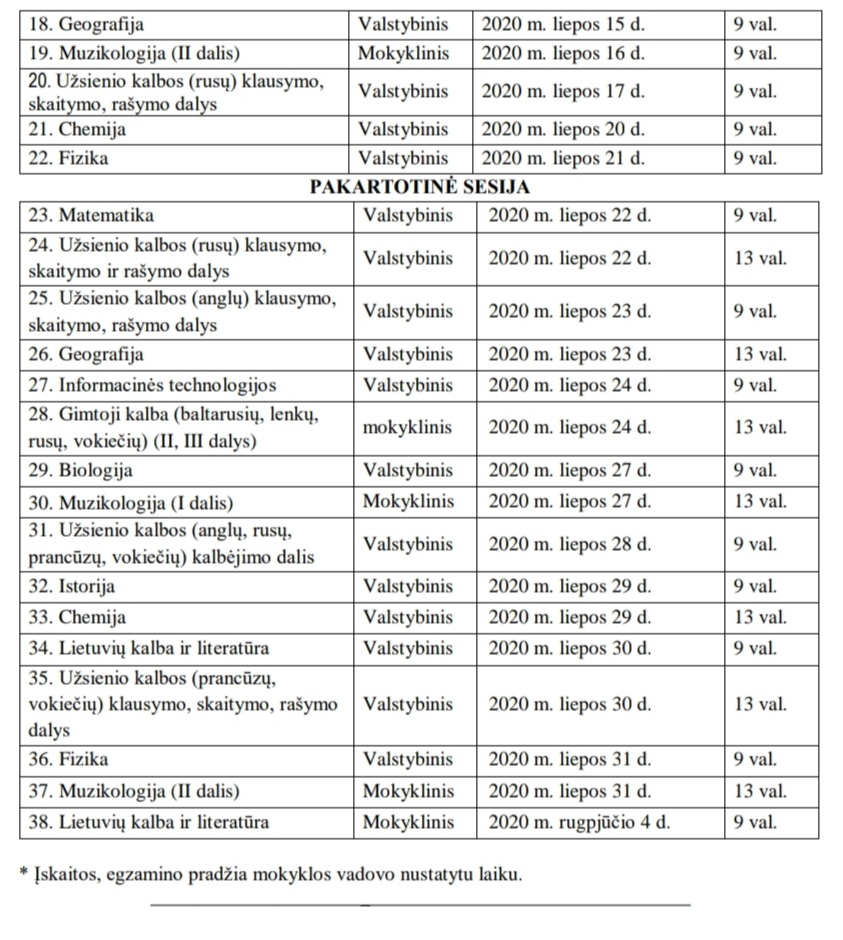 18. Geografija Valstybinis 2020 m. liepos 15 d. 9 val.
19. Muzikologija (II dalis) Mokyklinis 2020 m. liepos 16 d. 9 val.
20. Užsienio kalbos (rusų) klausymo,
skaitymo, rašymo dalys Valstybinis 2020 m. liepos 17 d. 9 val.
21. Chemija Valstybinis 2020 m. liepos 20 d. 9 val.
22. Fizika Valstybinis 2020 m. liepos 21 d. 9 val.
PAKARTOTINĖ SESIJA
23. Matematika Valstybinis 2020 m. liepos 22 d. 9 val.
24. Užsienio kalbos (rusų) klausymo,
skaitymo ir rašymo dalys Valstybinis 2020 m. liepos 22 d. 13 val.
25. Užsienio kalbos (anglų) klausymo,
skaitymo, rašymo dalys Valstybinis 2020 m. liepos 23 d. 9 val.
26. Geografija Valstybinis 2020 m. liepos 23 d. 13 val.
27. Informacinės technologijos Valstybinis 2020 m. liepos 24 d. 9 val.
28. Gimtoji kalba (baltarusių, lenkų,
rusų, vokiečių) (II, III dalys) mokyklinis 2020 m. liepos 24 d. 13 val.
29. Biologija Valstybinis 2020 m. liepos 27 d. 9 val.
30. Muzikologija (I dalis) Mokyklinis 2020 m. liepos 27 d. 13 val.
31. Užsienio kalbos (anglų, rusų,
prancūzų, vokiečių) kalbėjimo dalis Valstybinis 2020 m. liepos 28 d. 9 val.
32. Istorija Valstybinis 2020 m. liepos 29 d. 9 val.
33. Chemija Valstybinis 2020 m. liepos 29 d. 13 val.
34. Lietuvių kalba ir literatūra Valstybinis 2020 m. liepos 30 d. 9 val.
35. Užsienio kalbos (prancūzų,
vokiečių) klausymo, skaitymo, rašymo Valstybinis 2020 m. liepos 30 d. 13 val.
dalys
36. Fizika Valstybinis 2020 m. liepos 31 d. 9 val.
37. Muzikologija (II dalis) Mokyklinis 2020 m. liepos 31 d. 13 val.
38. Lietuvių kalba ir literatūra Mokyklinis 2020 m. rugpjūčio 4 d. 9 val.
* Įskaitos, egzamino pradžia mokyklos vadovo nustatytu laiku.